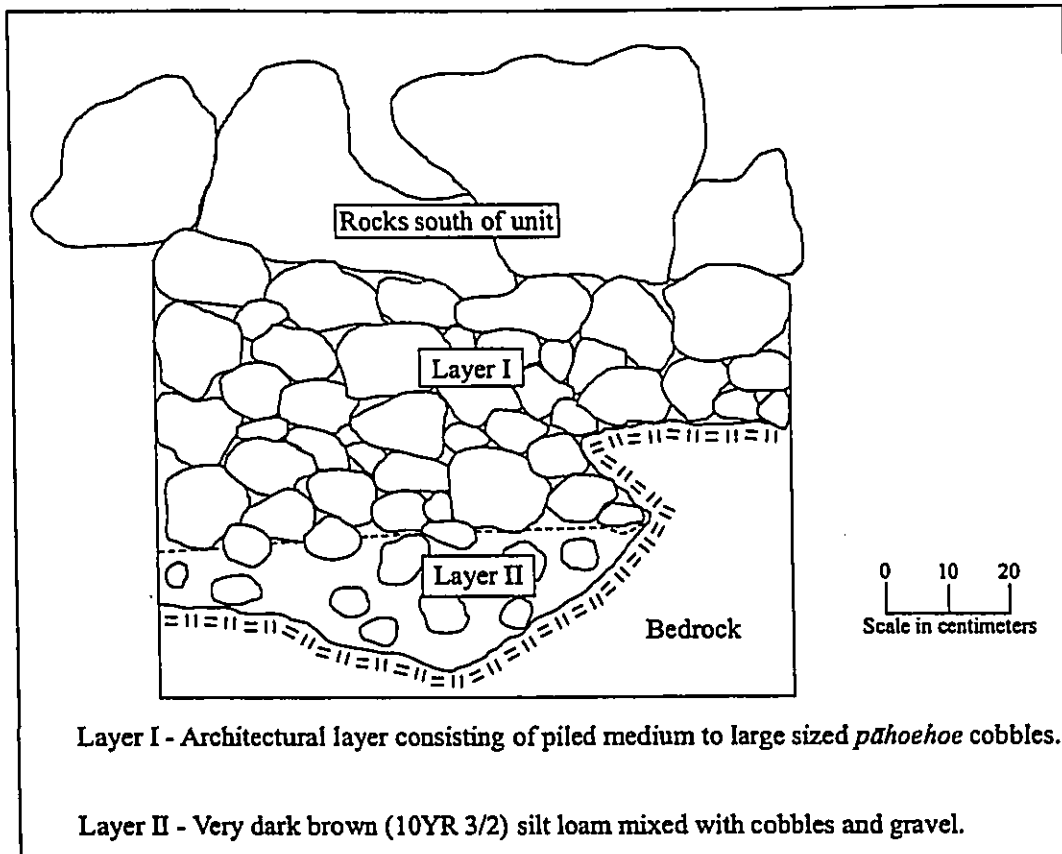 Rocks south of unit
Layer I
Layer II
Bedrock
0 10 20
Scale in centimeters
Layer I - Architectural layer consisting of piled medium to large sized pāhoehoe cobbles.
Layer II - Very dark brown (10YR 3/2) silt loam mixed with cobbles and gravel.